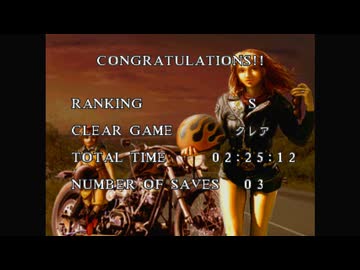 CONGRATULATIONS!!
RANKING S
CLEAR GAME クレア
TOTAL TIME 02:25:12
NUMBER OF SAVES 03